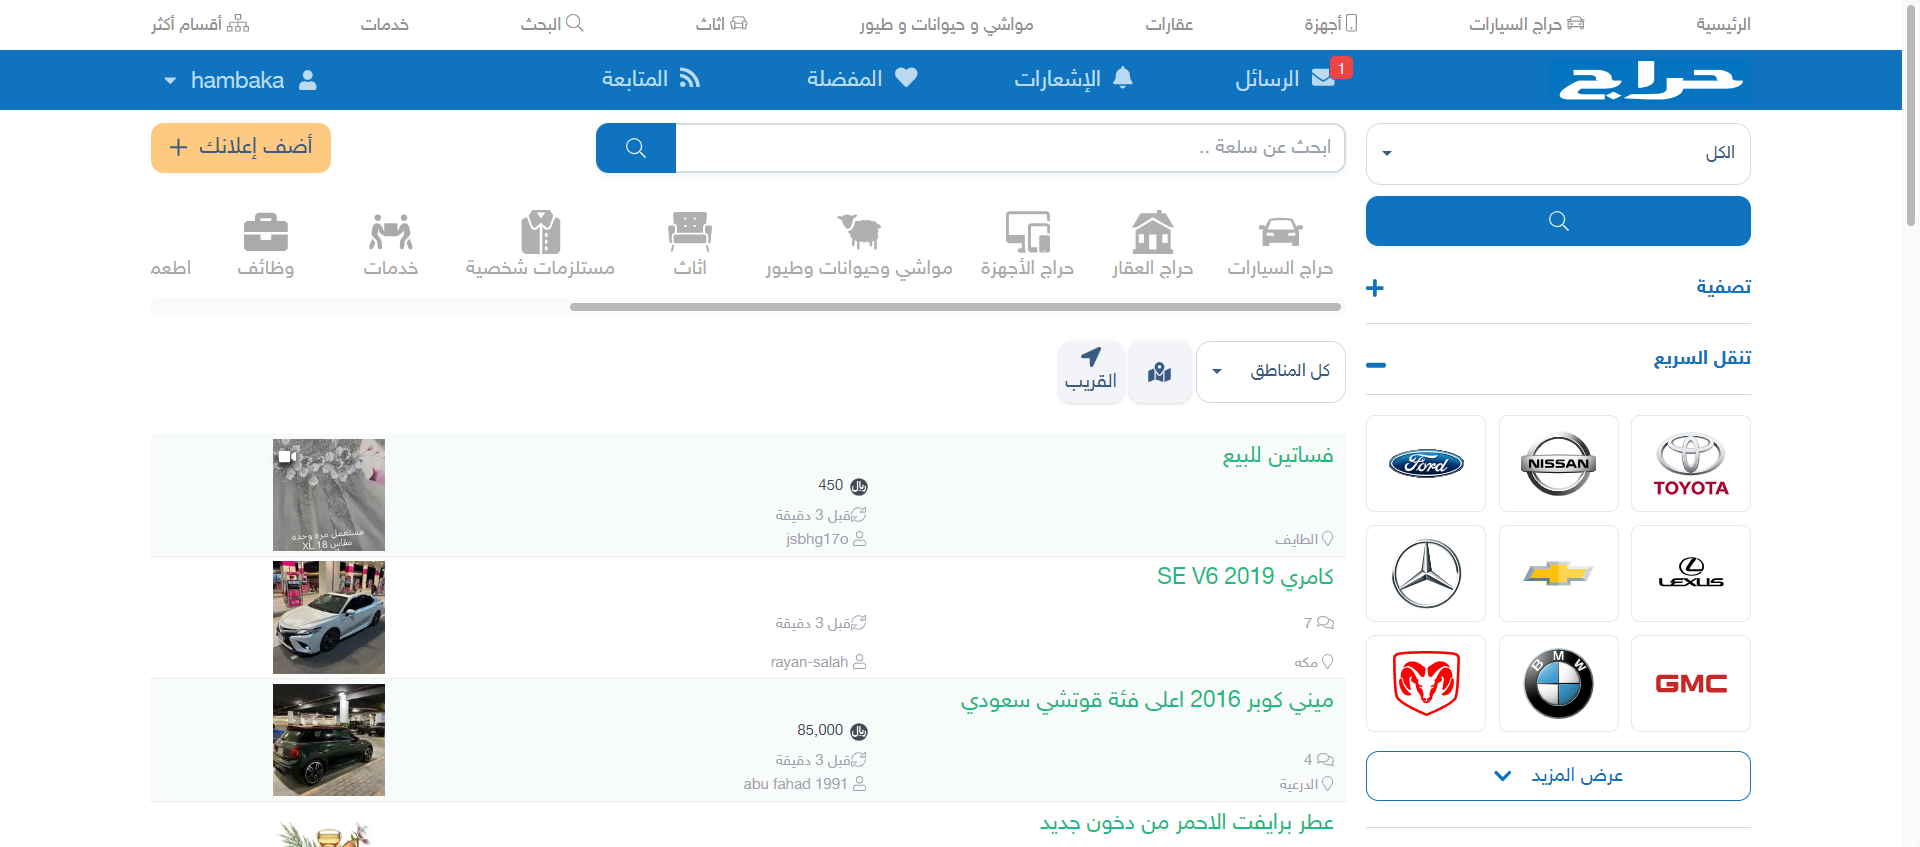 الرئيسية
حراج السيارات
أجهزة
عقارات
مواشي و حيوانات و طيور
اثاث
البحث
خدمات
أقسام أكثر
حراج
الرسائل 1
الإشعارات
المفضلة
المتابعة
hambaka
الكل
ابحث عن سلعة ..
أضف إعلانك +
حراج السيارات
حراج العقار
حراج الأجهزة
مواشي وحيوانات وطيور
اثاث
مستلزمات شخصية
خدمات
وظائف
اطعم
تصفية
تنقل السريع
TOYOTA
NISSAN
Ford
LEXUS
GMC
BMW
عرض المزيد
كل المناطق
القريب
فساتين للبيع
450 ريال
قبل 3 دقيقة
الطايف
jsbhg17o
مستعمل مرة وحده
مقاس XL 18
كامري 2019 SE V6
7
قبل 3 دقيقة
مكه
rayan-salah
ميني كوبر 2016 اعلى فئة قوتشي سعودي
85,000 ريال
4
قبل 3 دقيقة
الدرعية
abu fahad 1991
عطر برايفت الاحمر من دخون جديد